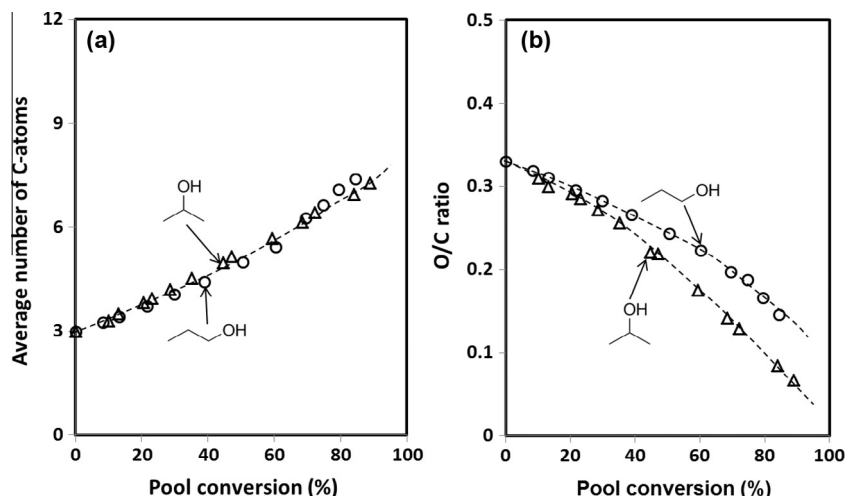 (a)
Average number of C-atoms
12
9
6
3
0
OH
OH
0
20
40
60
80
100
Pool conversion (%)
(b)
O/C ratio
0.5
0.4
0.3
0.2
0.1
0
OH
OH
0
20
40
60
80
100
Pool conversion (%)